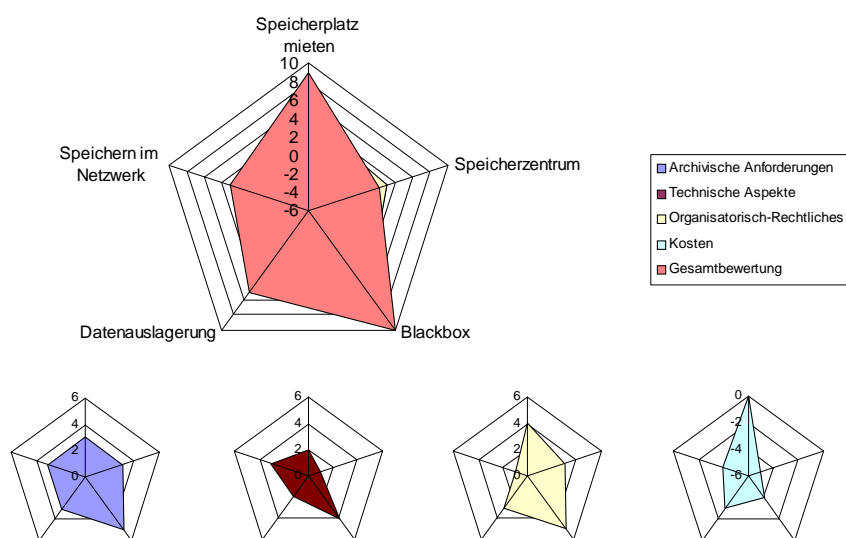 Speicherplatz
mieten
10
8
6
4
2
0
-2
-4
-6
Speichern im
Netzwerk
Speicherzentrum
Datenauslagerung
Blackbox
Archivische Anforderungen
Technische Aspekte
Organisatorisch-Rechtliches
Kosten
Gesamtbewertung
6
4
2
0
6
4
2
0
6
4
2
0
0
-2
-4
-6